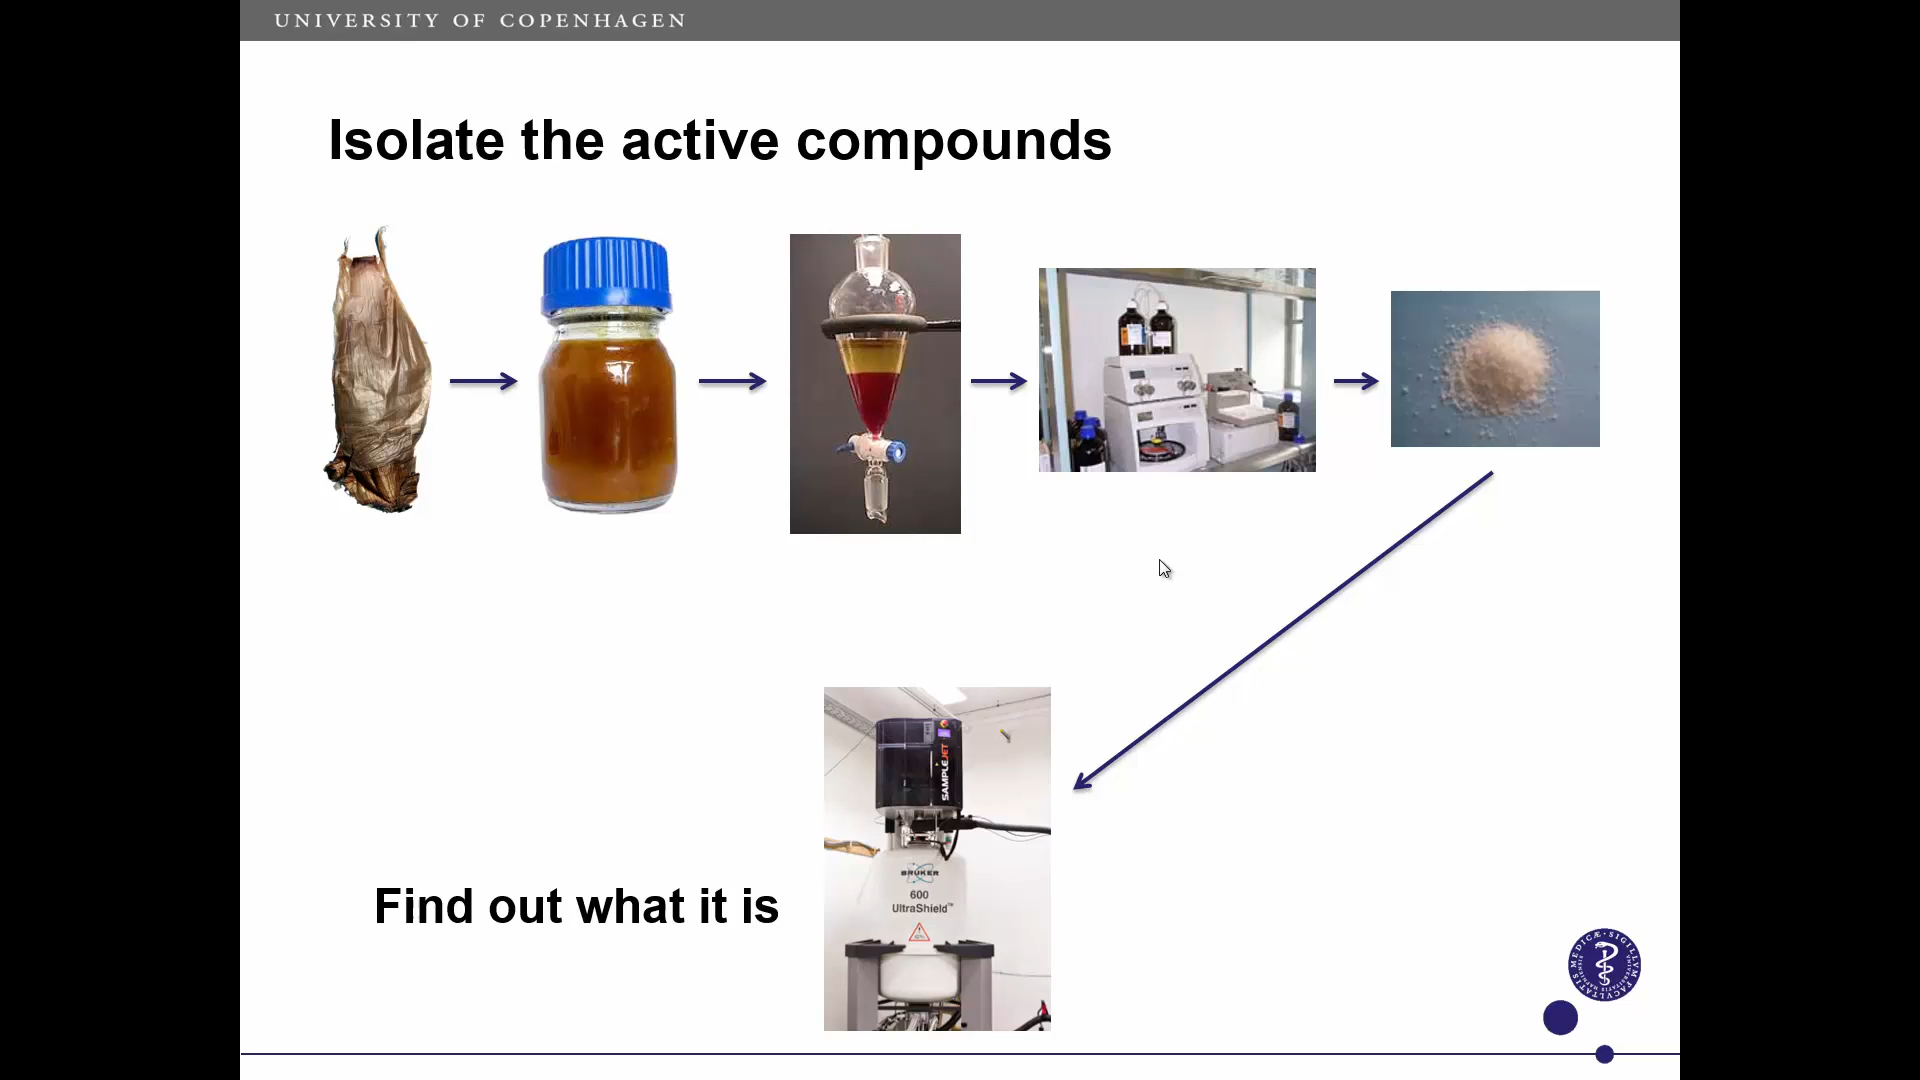 UNIVERSITY OF COPENHAGEN
Isolate the active compounds
SAMPLEJET
BRUKER
600
UltraShield™
Find out what it is